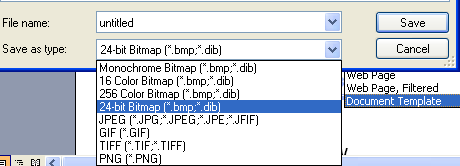 File name:
untitled
Save
Save as type:
24-bit Bitmap (*.bmp;*.dib)
Cancel
Monochrome Bitmap (*.bmp;*.dib)
16 Color Bitmap (*.bmp;*.dib)
256 Color Bitmap (*.bmp;*.dib)
24-bit Bitmap (*.bmp;*.dib)
JPEG (*.JPG;*.JPEG;*.JPE;*.JFIF)
GIF (*.GIF)
TIFF (*.TIF;*.TIFF)
PNG (*.PNG)
Web Page
Web Page, Filtered
Document Template